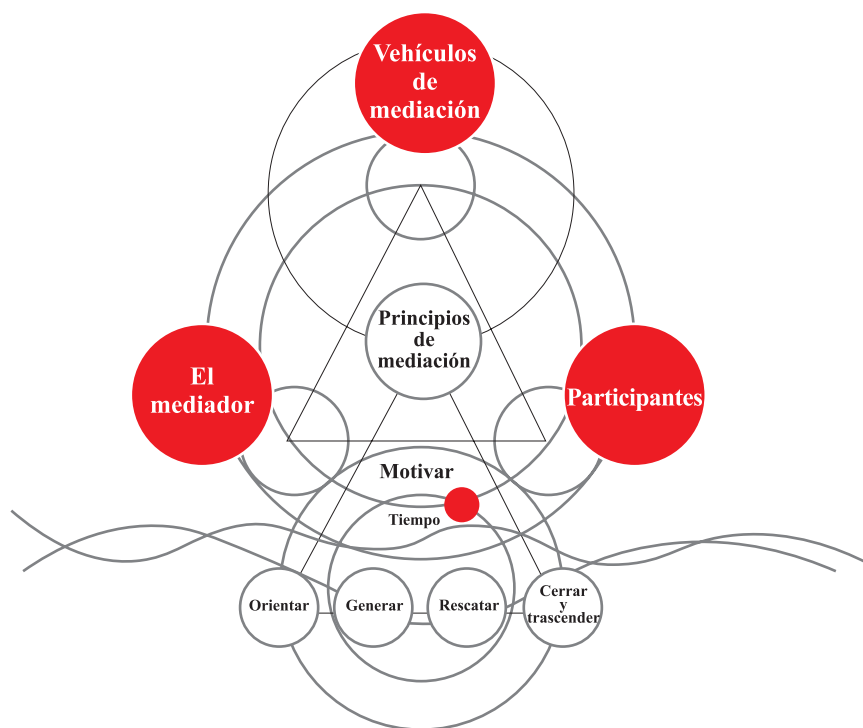 Vehículos
de
mediación
Principios
de
mediación
El
mediador
Participantes
Motivar
Tiempo
Orientar
Generar
Rescatar
Cerrar
y
trascender